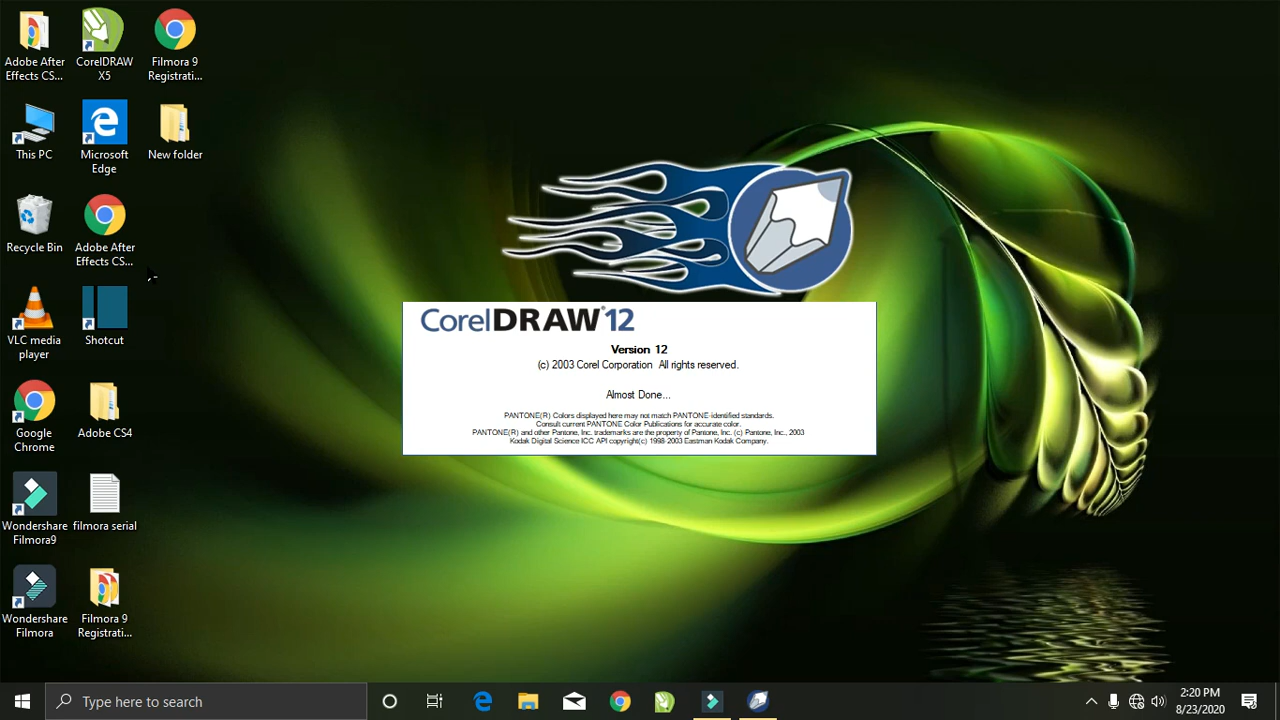 Adobe After
Effects CS...
CorelDRAW
X5
Filmora 9
Registrati...
This PC
Microsoft
Edge
New folder
Recycle Bin
Adobe After
Effects CS...
VLC media
player
Shotcut
Google
Chrome
Adobe CS4
Wondershare
Filmora9
filmora serial
Wondershare
Filmora
Filmora 9
Registrati...
CorelDRAW®12
Version 12
(c) 2003 Corel Corporation  All rights reserved.
Almost Done...
PANTONE(R) Colors displayed here may not match PANTONE-identified standards.
Consult current PANTONE Color Publications for accurate color.
PANTONE(R) and other Pantone, Inc. trademarks are the property of Pantone, Inc. (c) Pantone, Inc., 2003
Kodak Digital Science ICC API copyright(c) 1998-2003 Eastman Kodak Company.
Type here to search
2:20 PM
8/23/2020